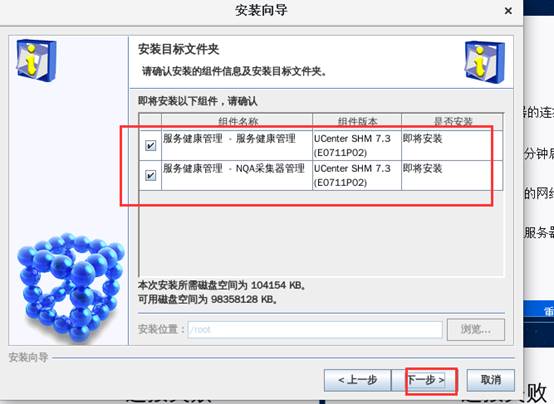 安装向导
安装目标文件夹
请确认安装的组件信息及安装目标文件夹。
即将安装以下组件，请确认
组件名称 组件版本 是否安装
服务健康管理 - 服务健康管理 UCenter SHM 7.3 (E0711P02) 即将安装
服务健康管理 - NQA采集器管理 UCenter SHM 7.3 (E0711P02) 即将安装
本次安装所需磁盘空间为 104154 KB。
可用磁盘空间为 98358128 KB。
安装位置： /root 浏览...
安装向导
< 上一步 下一步 > 取消
器的连
分钟后
的网络
服务器
重
连接失败